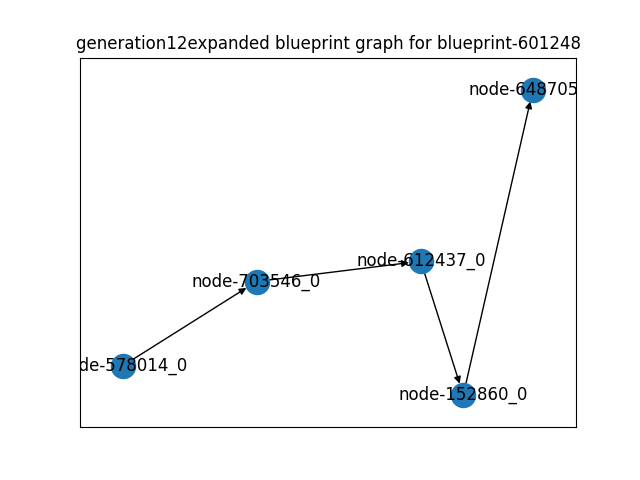 generation12expanded blueprint graph for blueprint-601248
node-648705
node-612437_0
node-703546_0
de-578014_0
node-152860_0